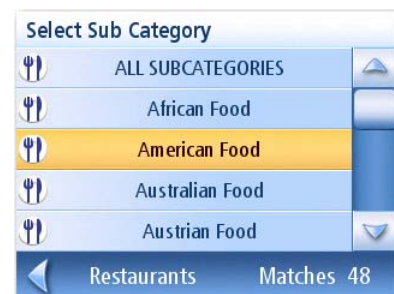 Select Sub Category
ALL SUBCATEGORIES
African Food
American Food
Australian Food
Austrian Food
Restaurants Matches 48